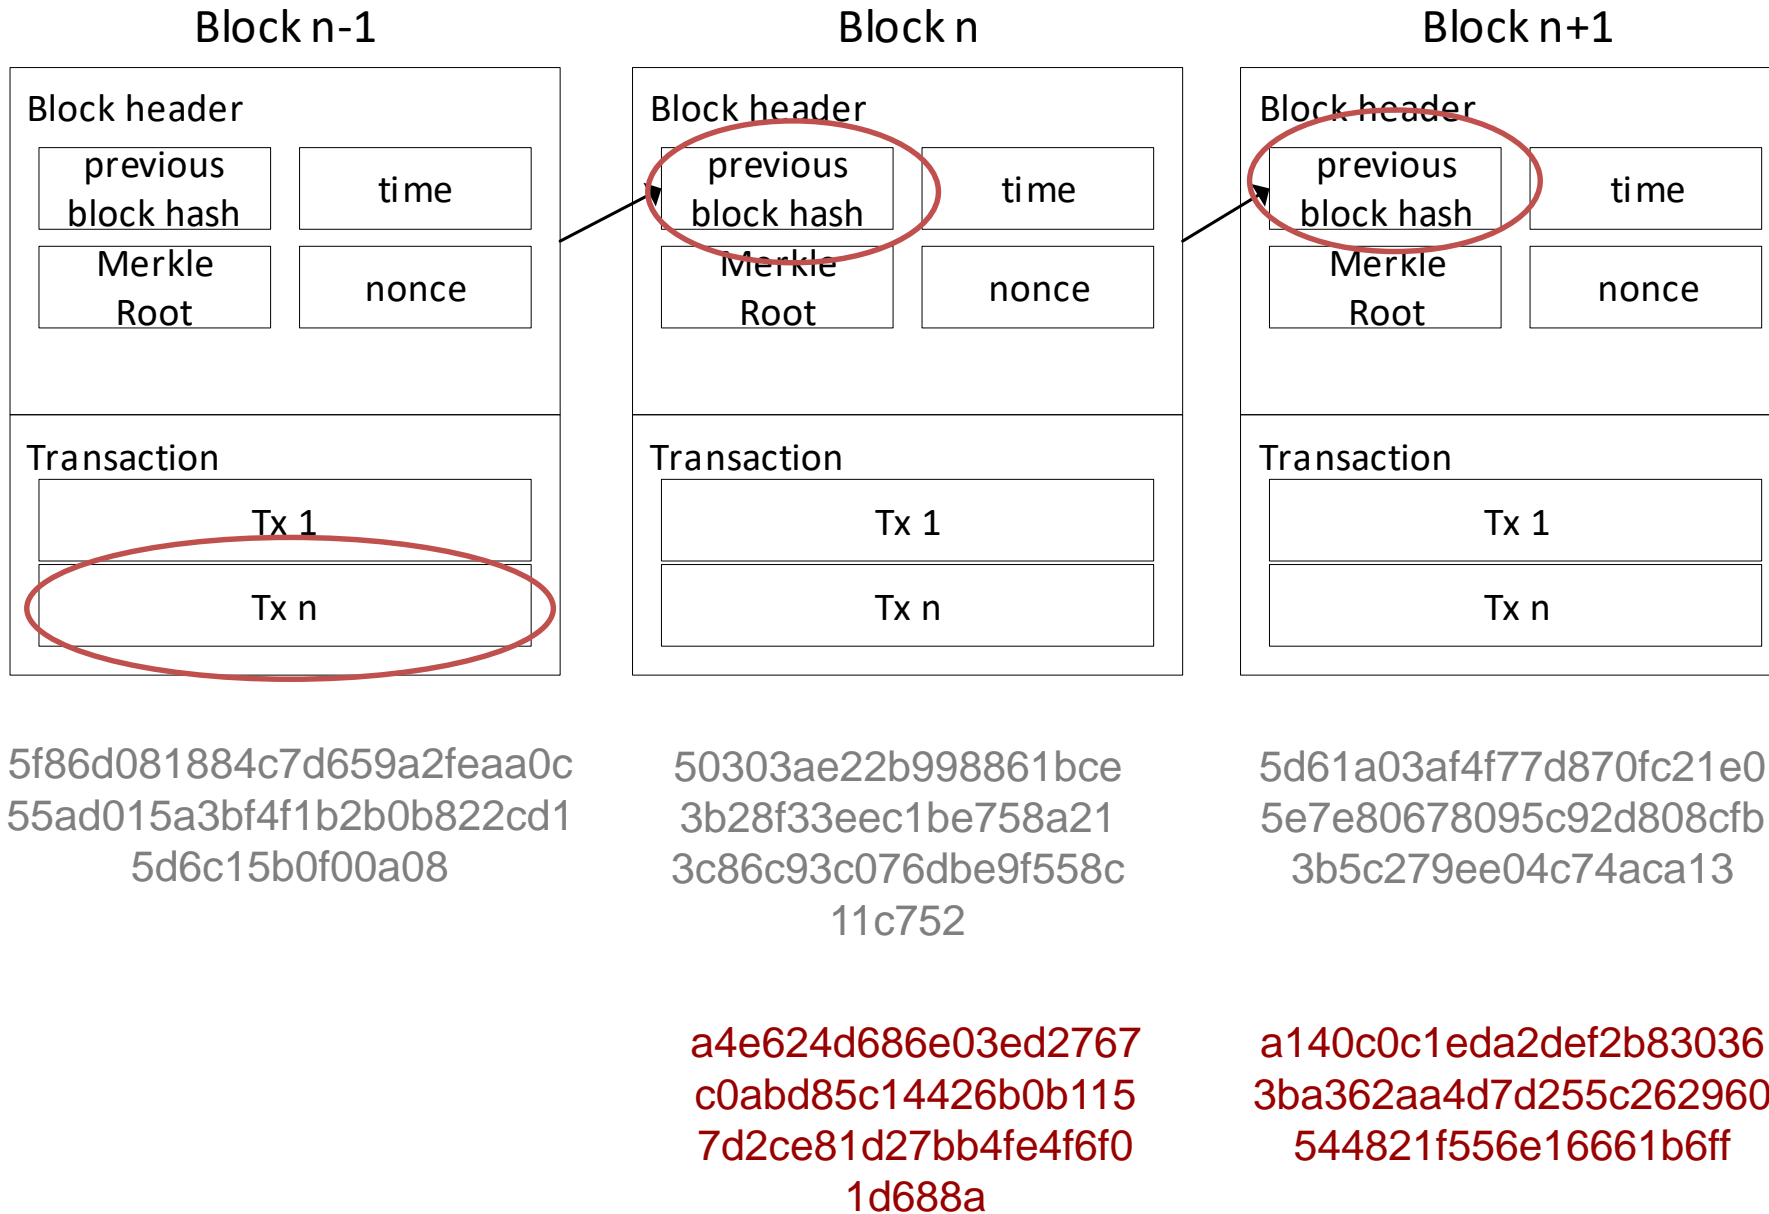 Block n-1
Block header
previous
block hash
time
Merkle
Root
nonce
Transaction
Tx 1
Tx n
5f86d081884c7d659a2feaa0c
55ad015a3bf4f1b2b0b822cd1
5d6c15b0f00a08
Block n
Block header
previous
block hash
time
Merkle
Root
nonce
Transaction
Tx 1
Tx n
50303ae22b998861bce
3b28f33eec1be758a21
3c86c93c076dbe9f558c
11c752
a4e624d686e03ed2767
c0abd85c14426b0b115
7d2ce81d27bb4fe4f6f0
1d688a
Block n+1
Block header
previous
block hash
time
Merkle
Root
nonce
Transaction
Tx 1
Tx n
5d61a03af4f77d870fc21e0
5e7e80678095c92d808cfb
3b5c279ee04c74aca13
a140c0c1eda2def2b83036
3ba362aa4d7d255c262960
544821f556e16661b6ff